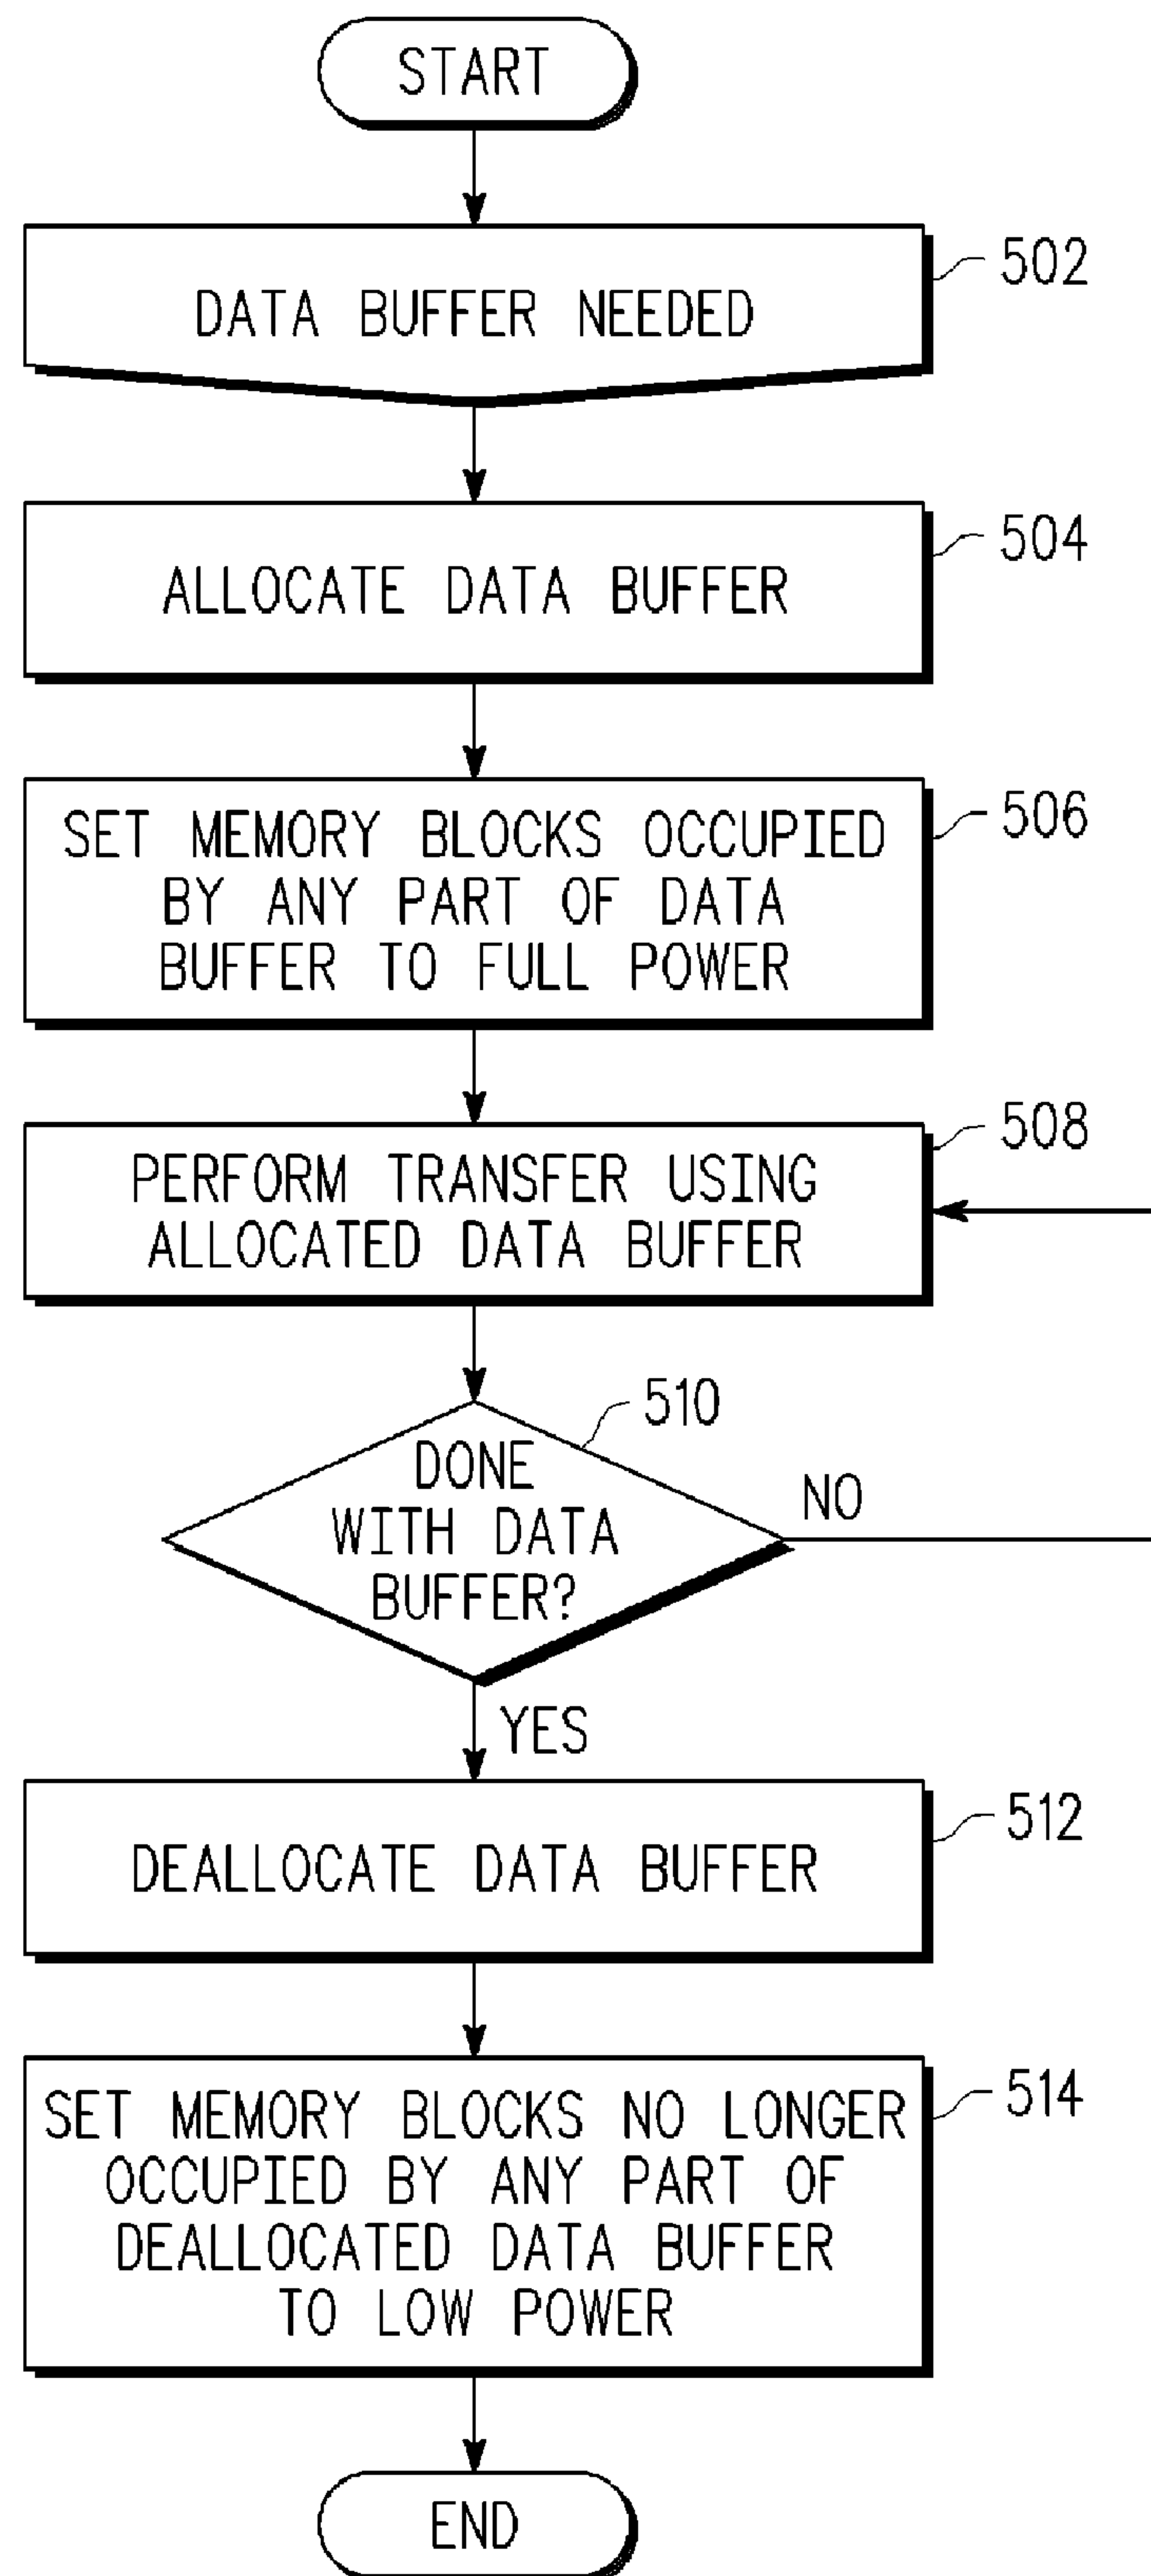 START
502
DATA BUFFER NEEDED
504
ALLOCATE DATA BUFFER
506
SET MEMORY BLOCKS OCCUPIED
BY ANY PART OF DATA
BUFFER TO FULL POWER
508
PERFORM TRANSFER USING
ALLOCATED DATA BUFFER
510
DONE
WITH DATA
BUFFER?
NO
YES
512
DEALLOCATE DATA BUFFER
514
SET MEMORY BLOCKS NO LONGER
OCCUPIED BY ANY PART OF
DEALLOCATED DATA BUFFER
TO LOW POWER
END